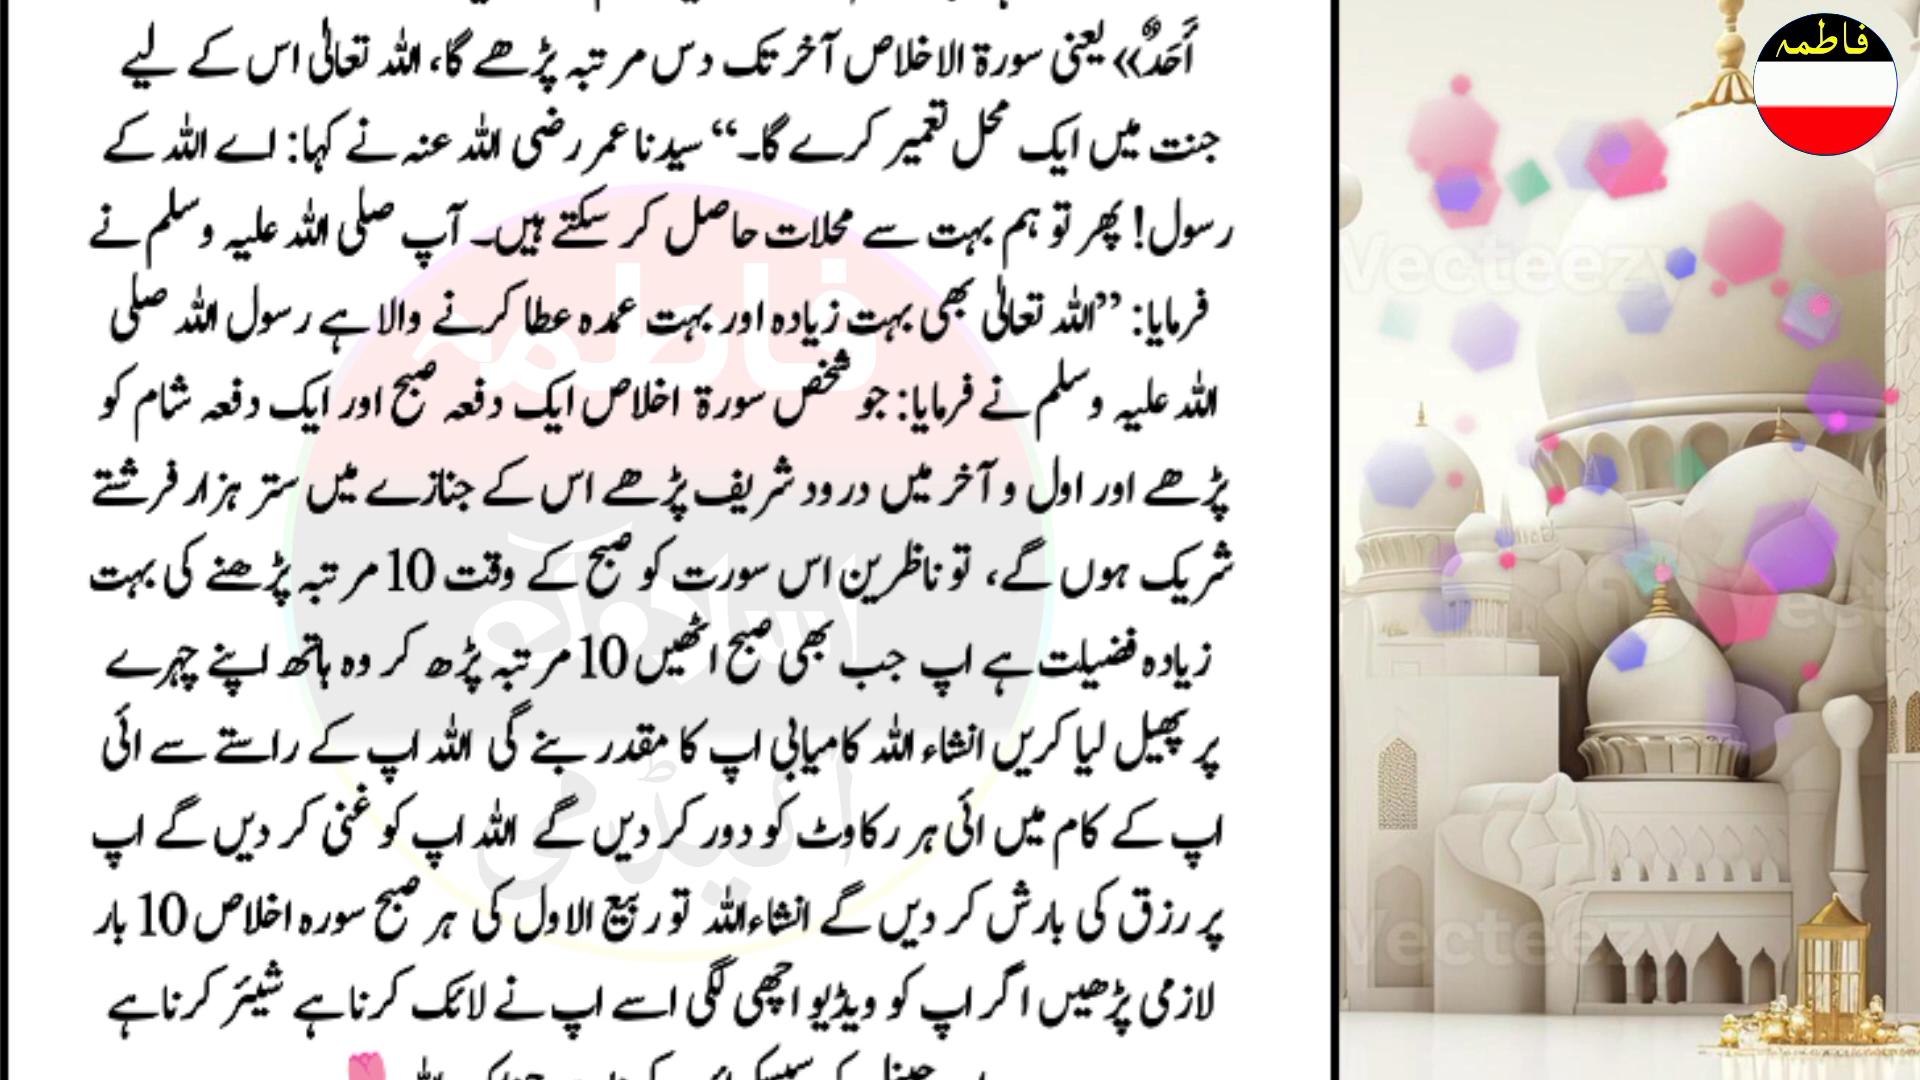 أَحَدٌ» یعنی سورۃ الاخلاص آخر تک دس مرتبہ پڑھے گا، اللہ تعالیٰ اس کے لیے
جنت میں ایک محل تعمیر کرے گا۔“ سیدنا عمر رضی اللہ عنہ نے کہا: اے اللہ کے
رسول! پھر تو ہم بہت سے محلات حاصل کر سکتے ہیں۔ آپ صلی اللہ علیہ وسلم نے
فرمایا: ”اللہ تعالیٰ بھی بہت زیادہ اور بہت عمدہ عطا کرنے والا ہے رسول اللہ صلی
اللہ علیہ وسلم نے فرمایا: جو شخص سورۃ اخلاص ایک دفعہ صبح اور ایک دفعہ شام کو
پڑھے اور اول و آخر میں درود شریف پڑھے اس کے جنازے میں ستر ہزار فرشتے
شریک ہوں گے، تو ناظرین اس سورت کو صبح کے وقت 10 مرتبہ پڑھنے کی بہت
زیادہ فضیلت ہے اپ جب بھی صبح اٹھیں 10 مرتبہ پڑھ کر وہ ہاتھ اپنے چہرے
پر پھیل لیا کریں انشاء اللہ کامیابی اپ کا مقدر بنے گی اللہ اپ کے راستے سے ائی
اپ کے کام میں ائی ہر رکاوٹ کو دور کر دیں گے اللہ اپ کو غنی کر دیں گے اپ
پر رزق کی بارش کر دیں گے انشاءاللہ تو ربیع الاول کی ہر صبح سورہ اخلاص 10 بار
لازمی پڑھیں اگر اپ کو ویڈیو اچھی لگی اسے اپ نے لائک کرنا ہے شیئر کرنا ہے
فاطمہ
فاطمہ
اسلامک
اکیڈمی
Vecteezy
Vecteezy